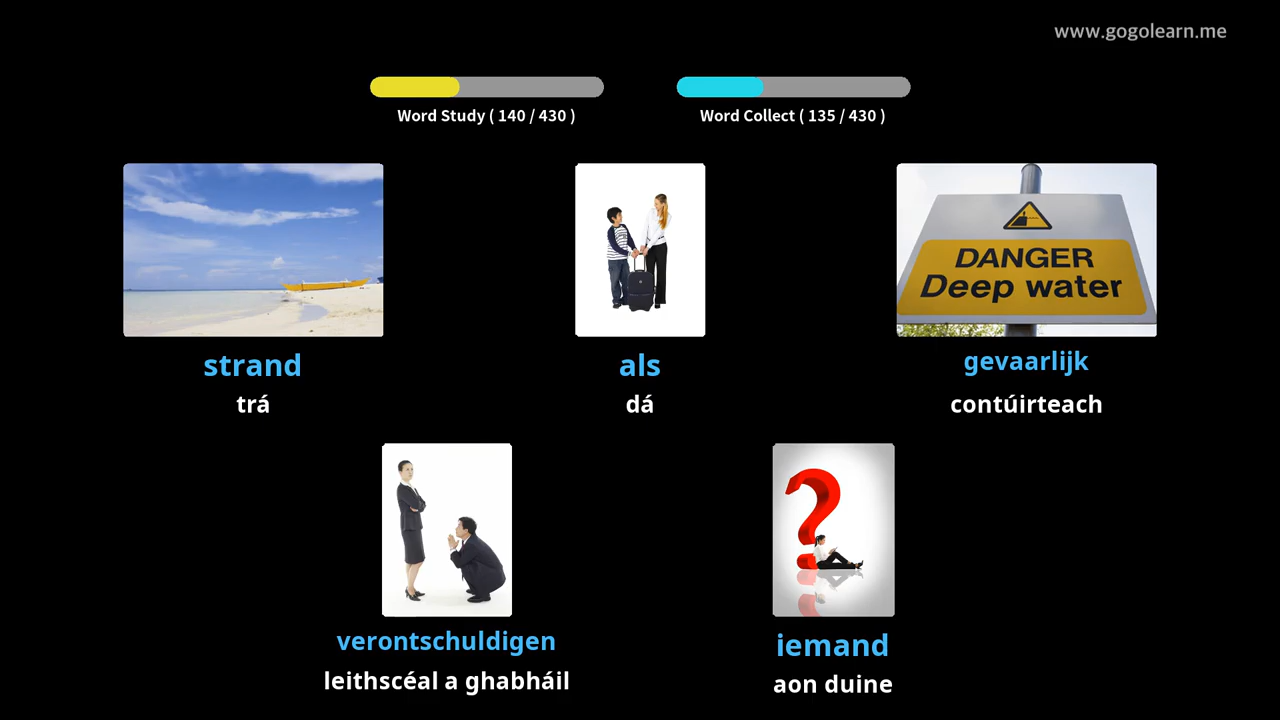 www.gogolearn.me
Word Study ( 140 / 430 )
Word Collect ( 135 / 430 )
DANGER
Deep water
strand
trá
als
dá
gevaarlijk
contúirteach
verontschuldigen
leithscéal a ghabháil
iemand
aon duine